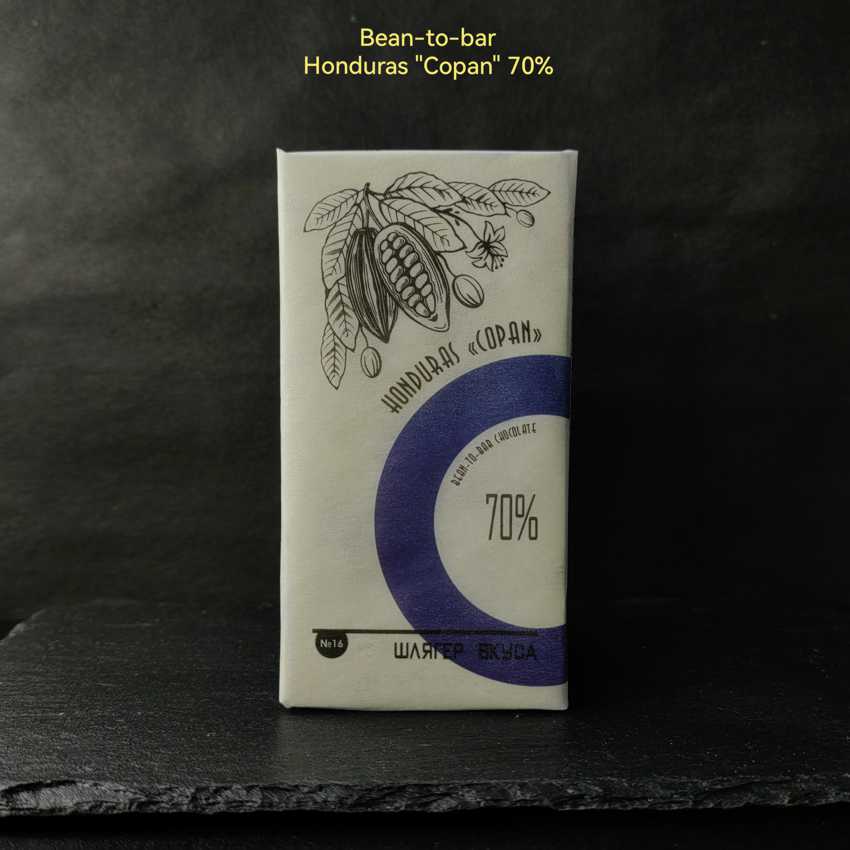 Bean-to-bar
Honduras "Copan" 70%
HONDURAS «COPAN»
BEAN-TO-BAR CHOCOLATE
70%
№16
ШЛЯГЕР ВКУСА